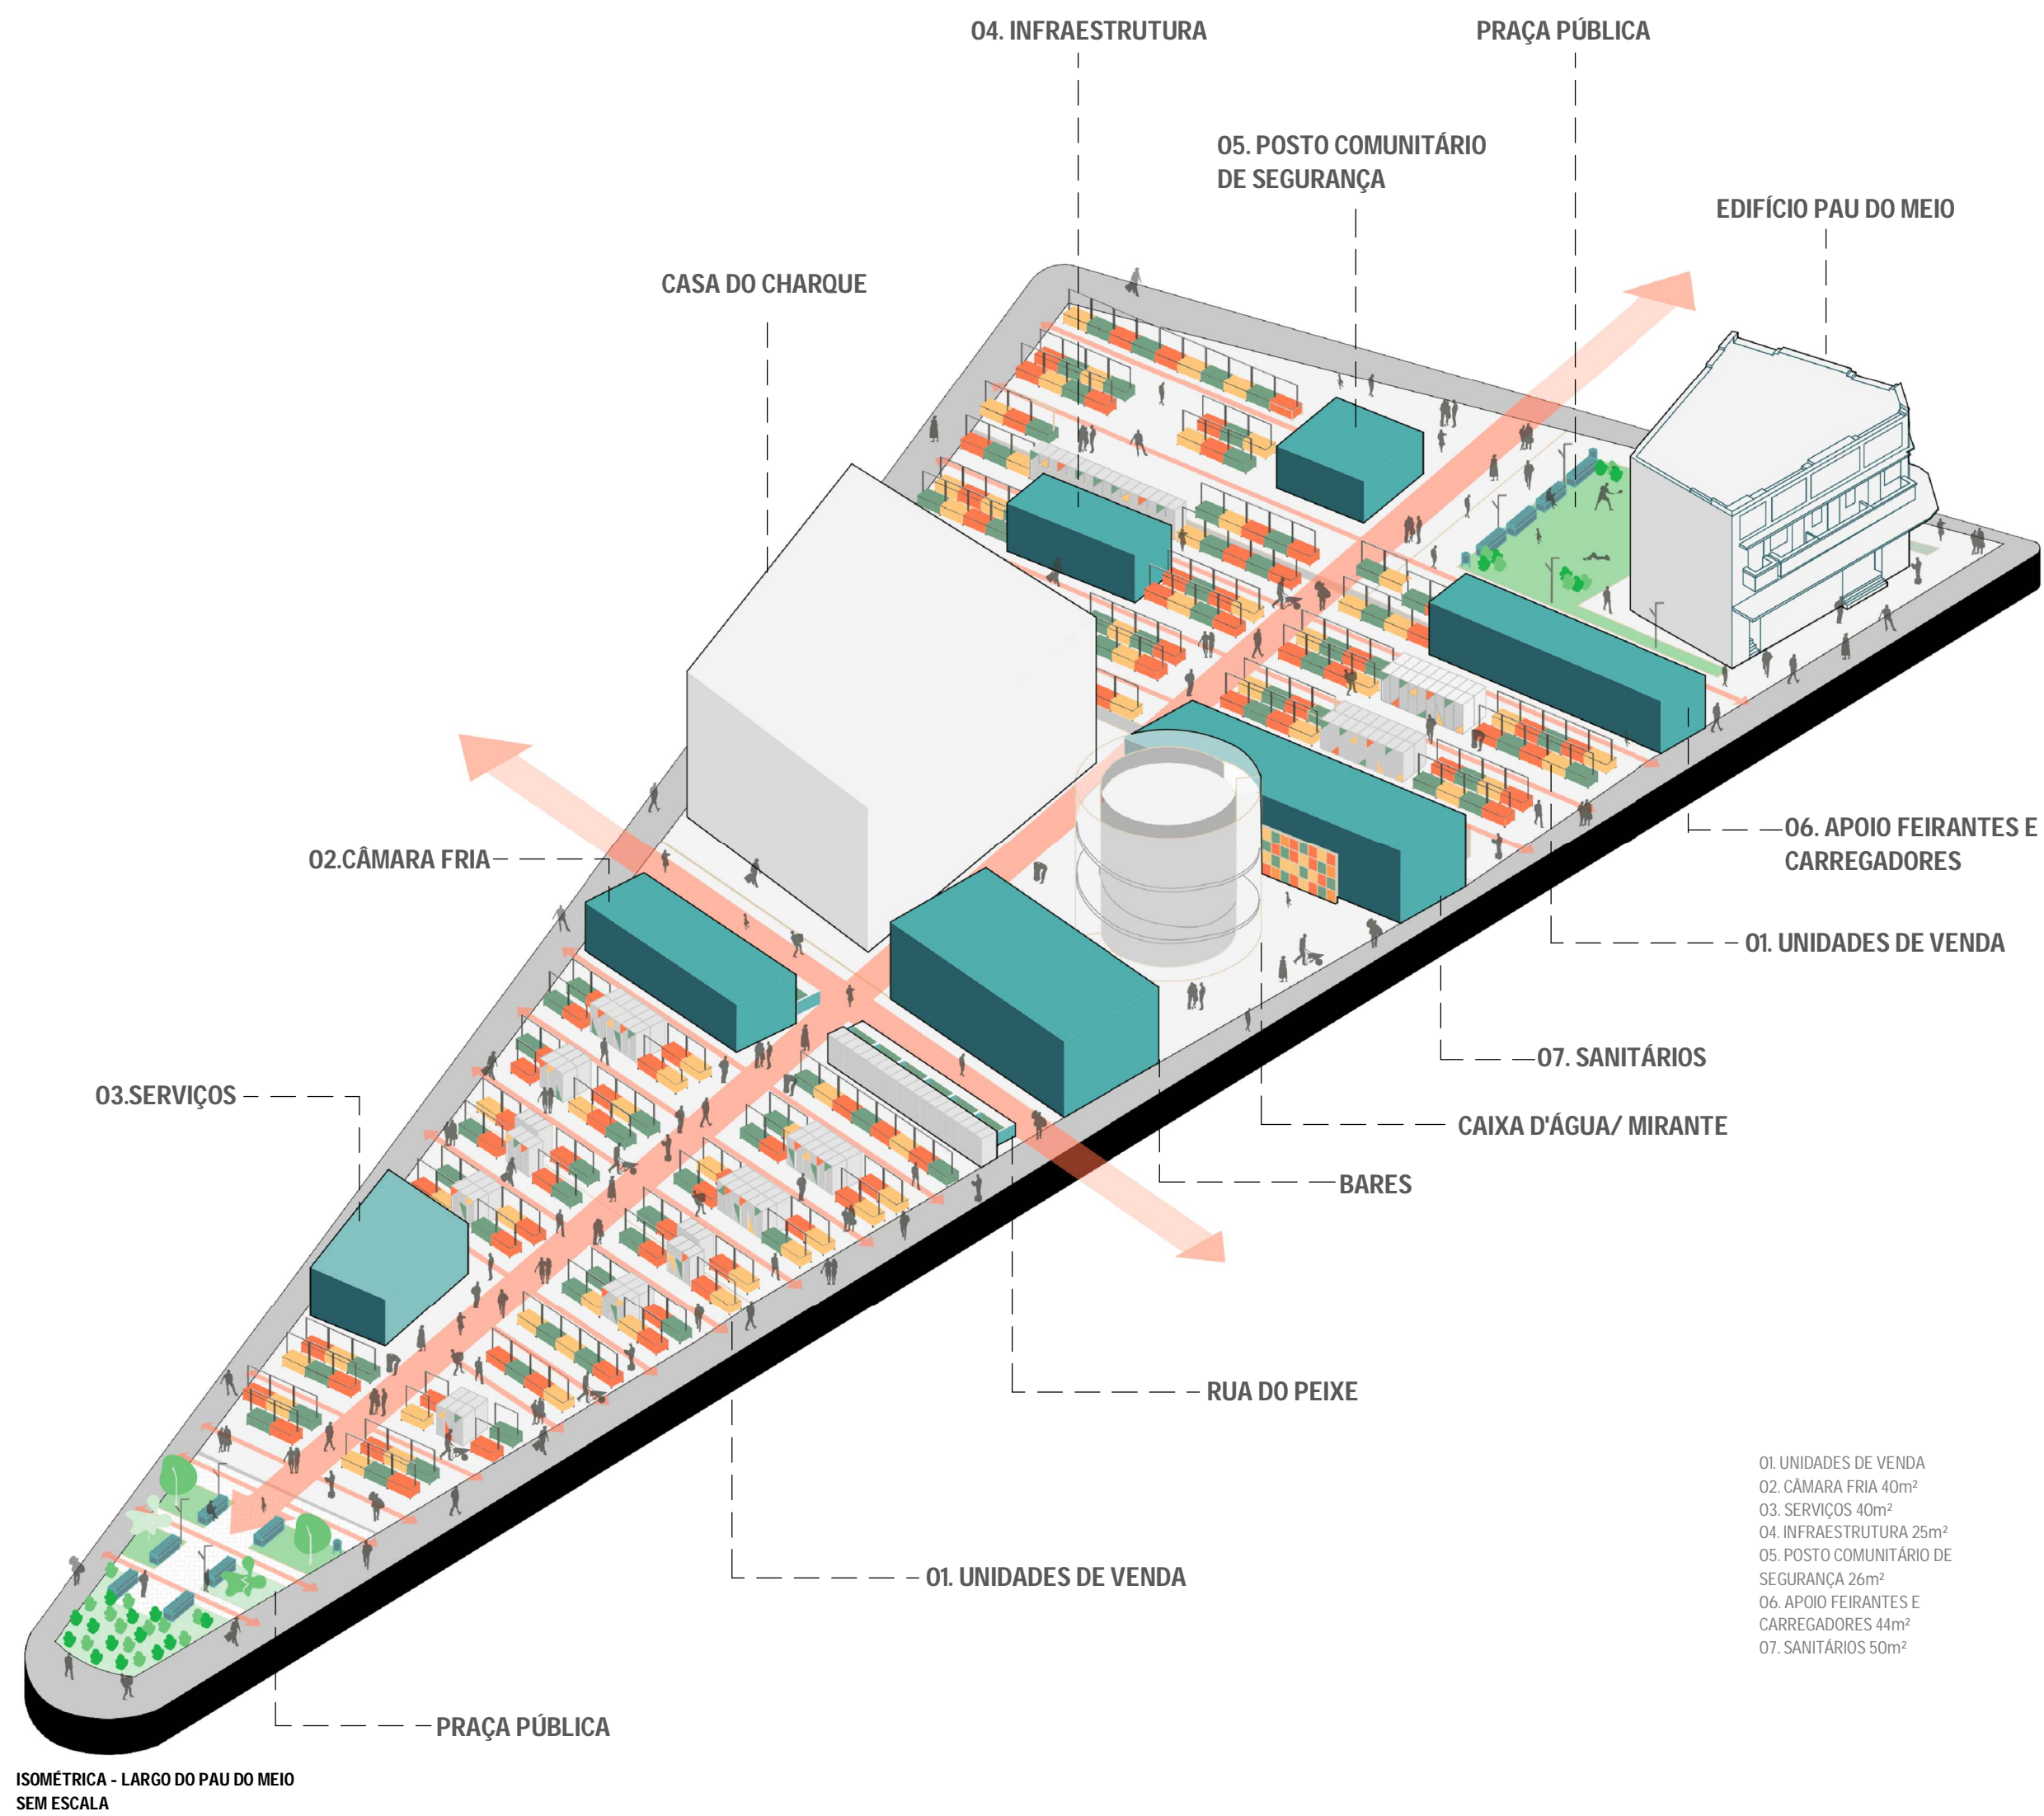 04. INFRAESTRUTURA
PRAÇA PÚBLICA
05. POSTO COMUNITÁRIO
DE SEGURANÇA
EDIFÍCIO PAU DO MEIO
CASA DO CHARQUE
02.CÂMARA FRIA
06. APOIO FEIRANTES E
CARREGADORES
01. UNIDADES DE VENDA
07. SANITÁRIOS
03.SERVIÇOS
CAIXA D'ÁGUA/ MIRANTE
BARES
RUA DO PEIXE
01. UNIDADES DE VENDA
PRAÇA PÚBLICA
01. UNIDADES DE VENDA
02. CÂMARA FRIA 40m²
03. SERVIÇOS 40m²
04. INFRAESTRUTURA 25m²
05. POSTO COMUNITÁRIO DE
SEGURANÇA 26m²
06. APOIO FEIRANTES E
CARREGADORES 44m²
07. SANITÁRIOS 50m²
ISOMÉTRICA - LARGO DO PAU DO MEIO
SEM ESCALA